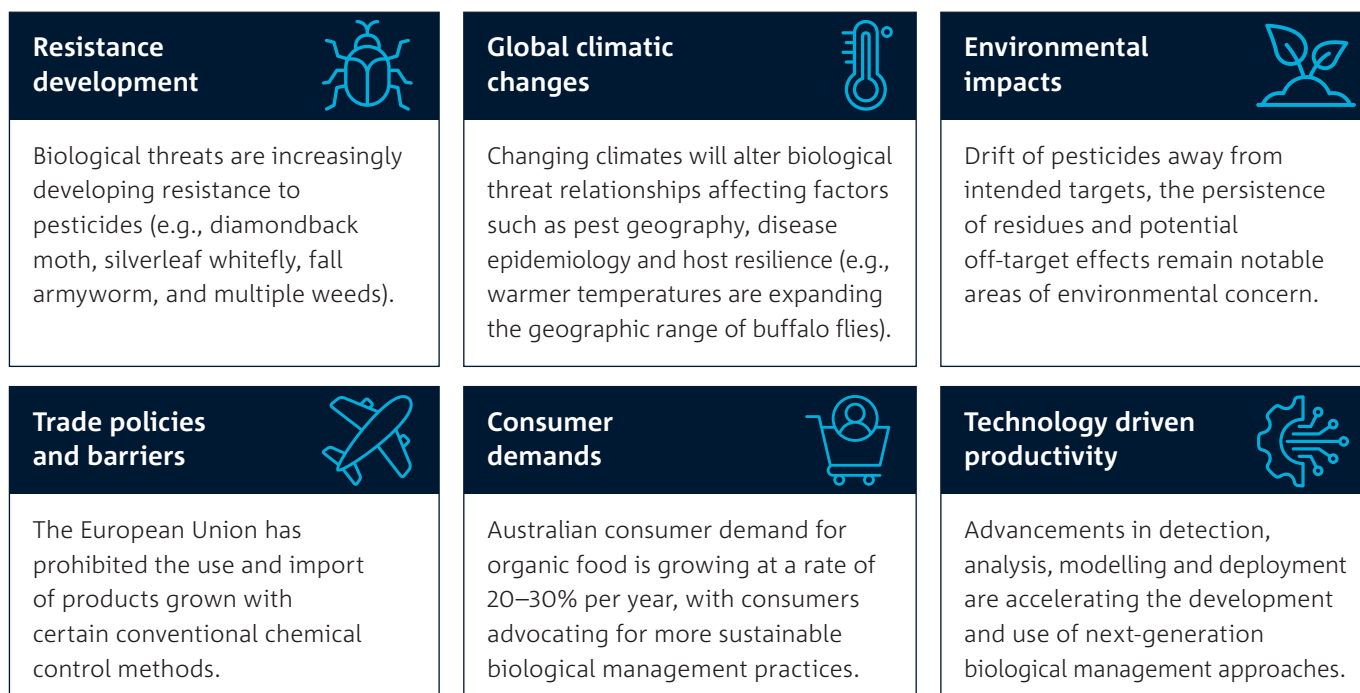 Resistance
development
Biological threats are increasingly
developing resistance to
pesticides (e.g., diamondback
moth, silverleaf whitefly, fall
armyworm, and multiple weeds).
Global climatic
changes
Changing climates will alter biological
threat relationships affecting factors
such as pest geography, disease
epidemiology and host resilience (e.g.,
warmer temperatures are expanding
the geographic range of buffalo flies).
Environmental
impacts
Drift of pesticides away from
intended targets, the persistence
of residues and potential
off-target effects remain notable
areas of environmental concern.
Trade policies
and barriers
The European Union has
prohibited the use and import
of products grown with
certain conventional chemical
control methods.
Consumer
demands
Australian consumer demand for
organic food is growing at a rate of
20–30% per year, with consumers
advocating for more sustainable
biological management practices.
Technology driven
productivity
Advancements in detection,
analysis, modelling and deployment
are accelerating the development
and use of next-generation
biological management approaches.